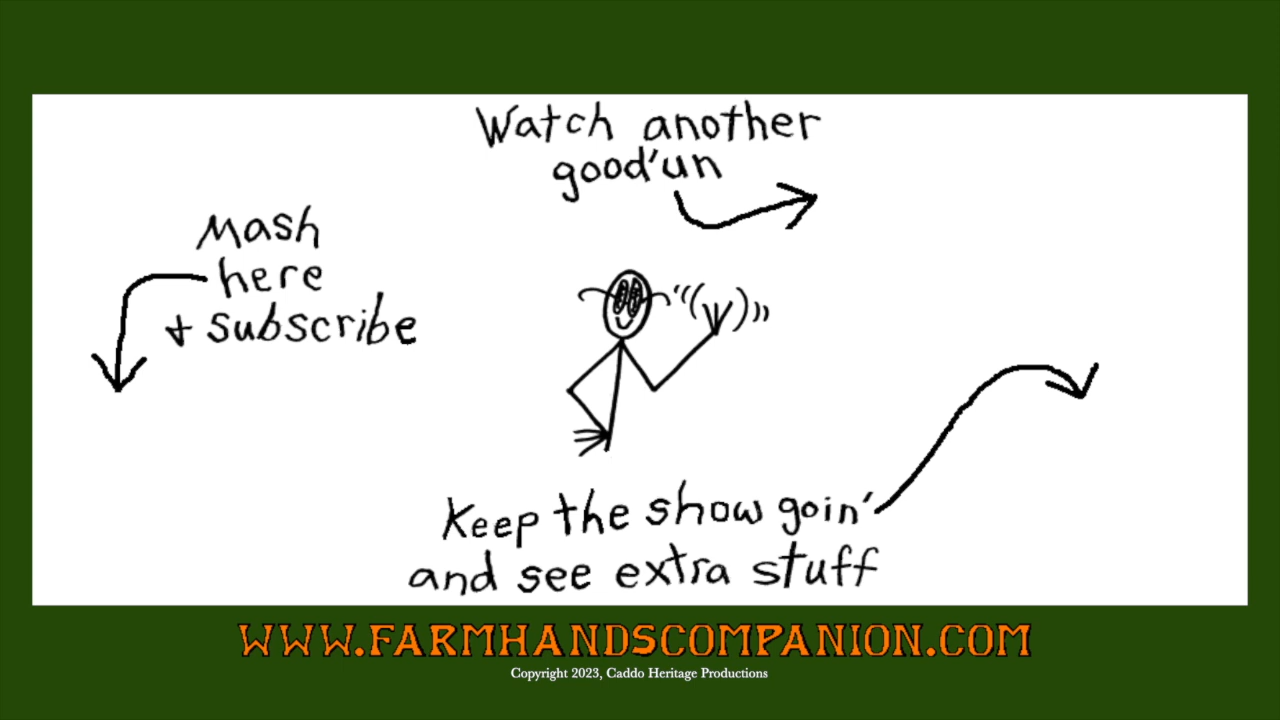 Watch another
good'un
Mash
here
+ subscribe
Keep the show goin'
and see extra stuff
WWW.FARMHANDSCOMPANION.COM
Copyright 2023, Caddo Heritage Productions